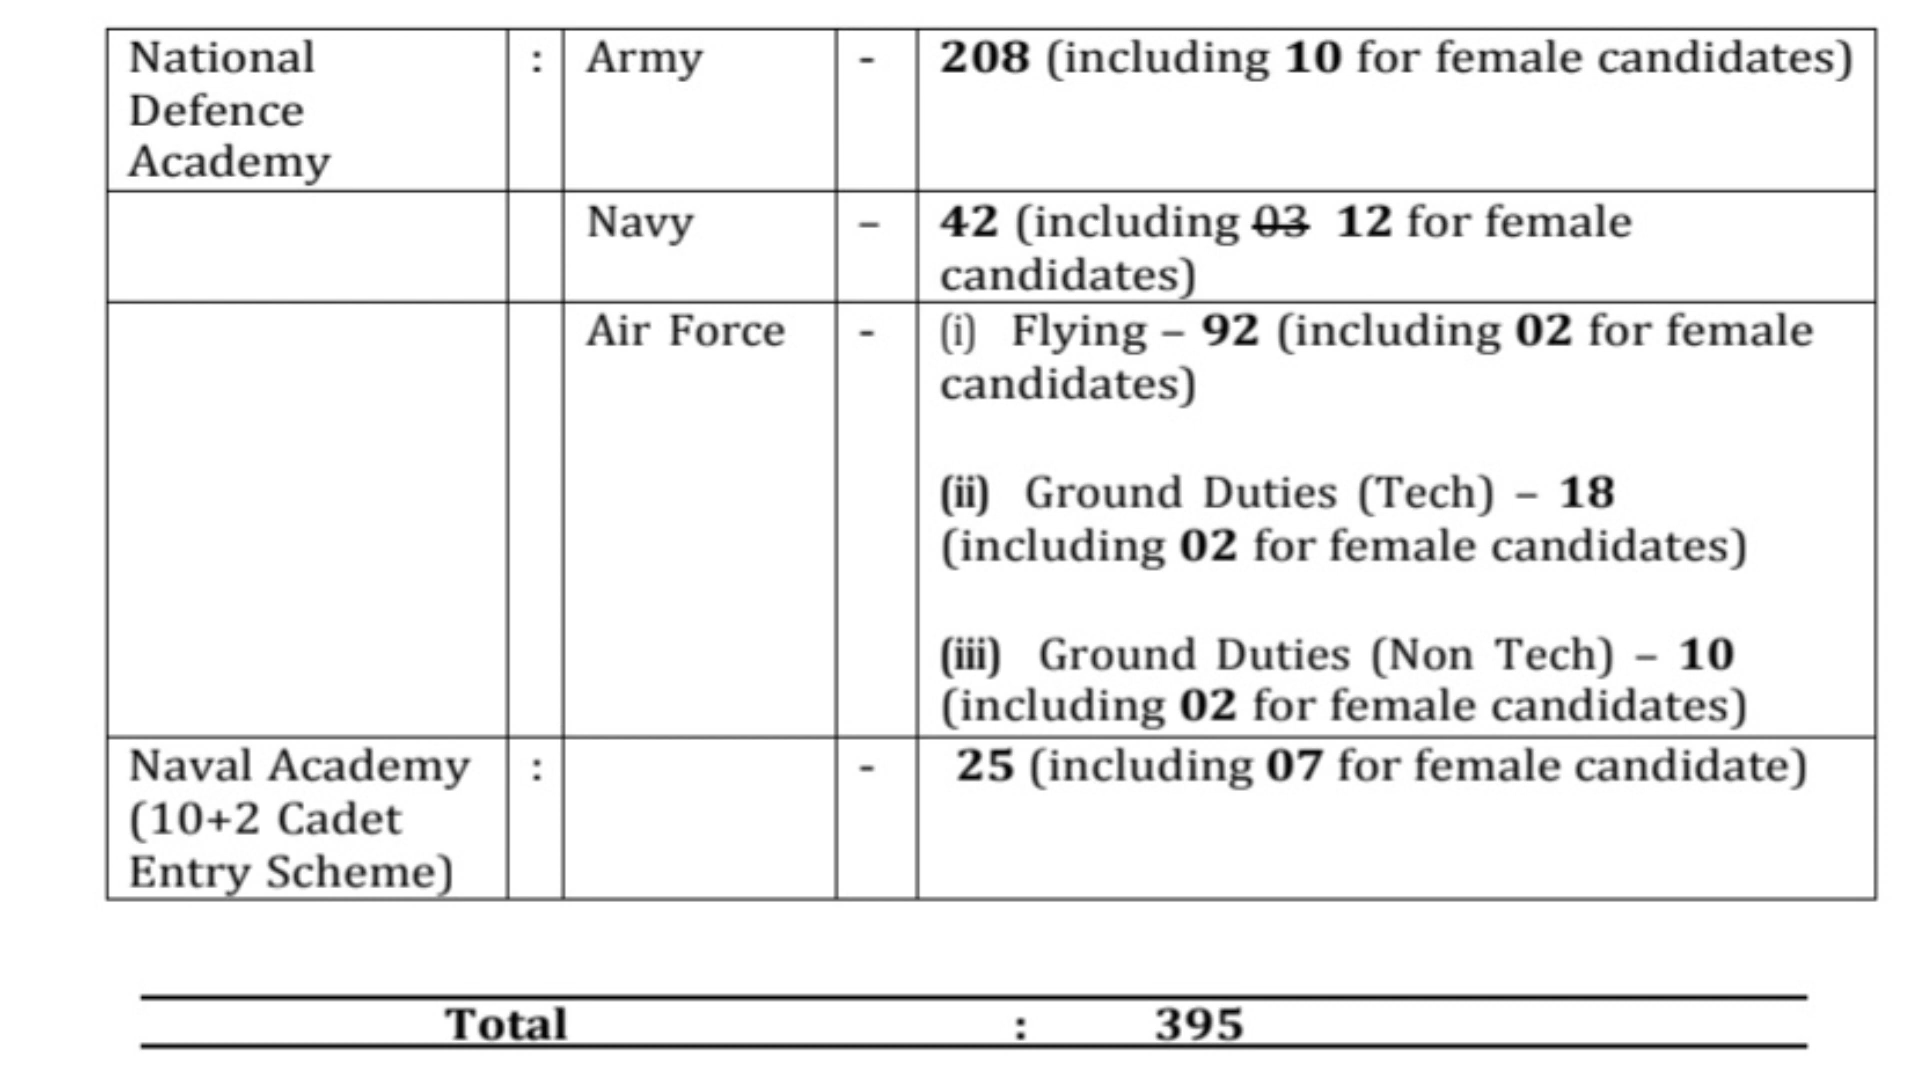 National : Army - 208 (including 10 for female candidates)
Defence
Academy
Navy – 42 (including 03 12 for female
candidates)
Air Force - (i) Flying – 92 (including 02 for female
candidates)
(ii) Ground Duties (Tech) – 18
(including 02 for female candidates)
(iii) Ground Duties (Non Tech) – 10
(including 02 for female candidates)
Naval Academy : - 25 (including 07 for female candidate)
(10+2 Cadet
Entry Scheme)
Total : 395